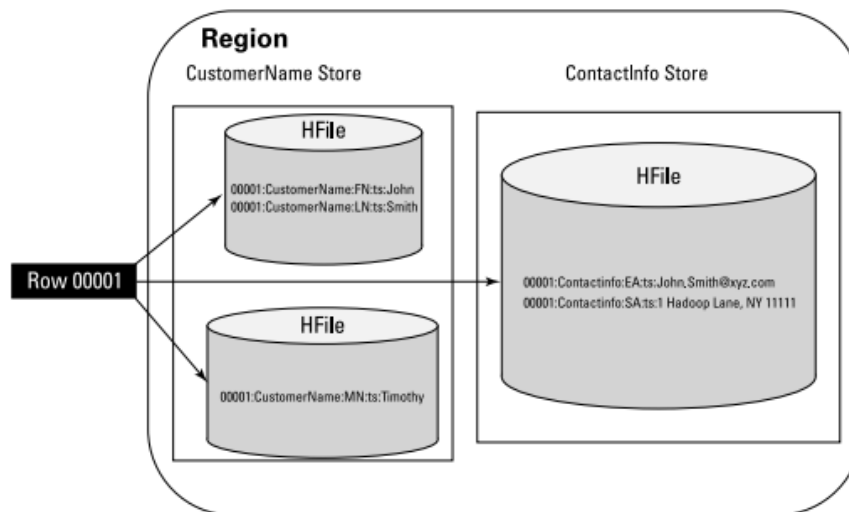 Region
CustomerName Store
ContactInfo Store
HFile
00001:CustomerName:FN:ts:John
00001:CustomerName:LN:ts:Smith
HFile
00001:Contactinfo:EA:ts:John.Smith@xyz.com
00001:Contactinfo:SA:ts:1 Hadoop Lane, NY 11111
Row 00001
HFile
00001:CustomerName:MN:ts:Timothy